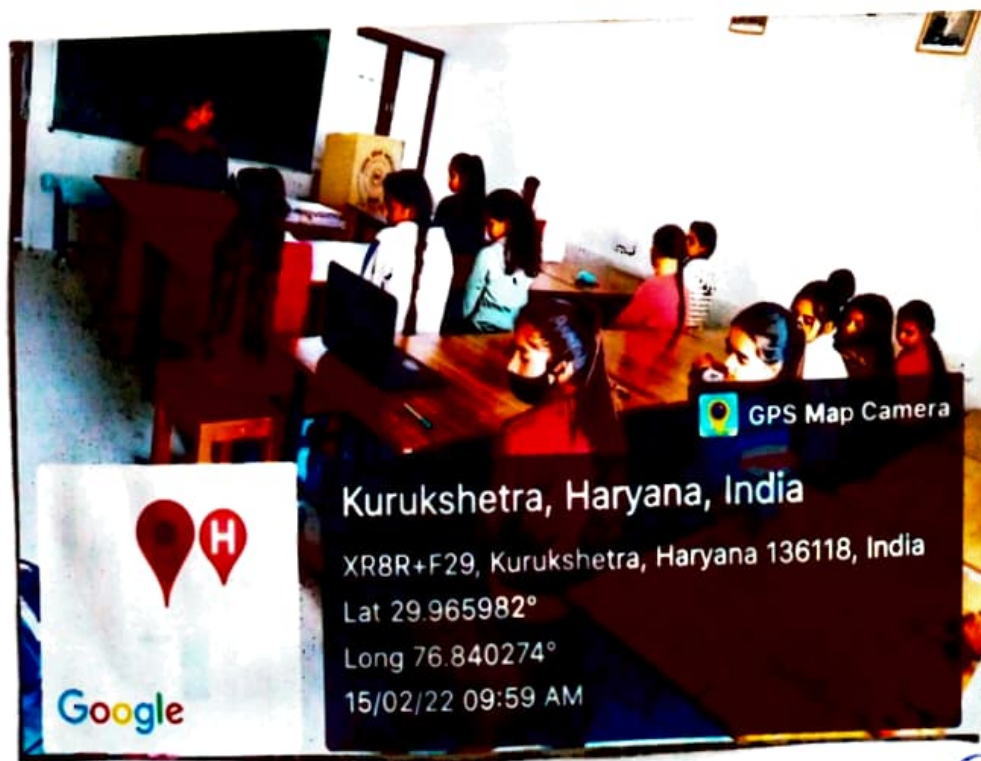 GPS Map Camera
Kurukshetra, Haryana, India
XR8R+F29, Kurukshetra, Haryana 136118, India
Lat 29.965982°
Long 76.840274°
15/02/22 09:59 AM
H
Google